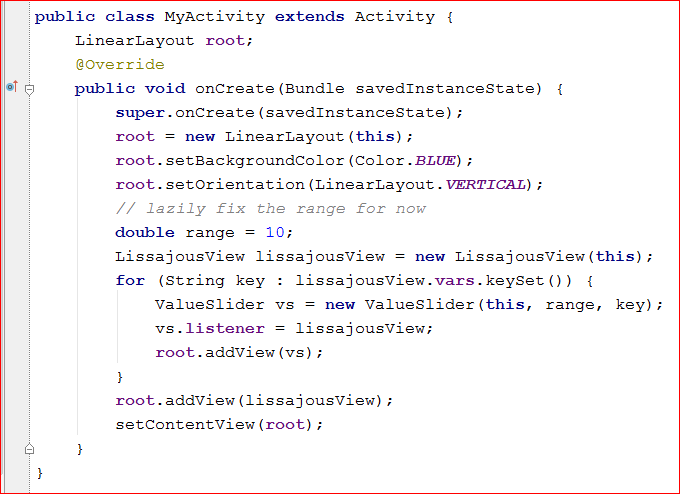 public class MyActivity extends Activity {
    LinearLayout root;
    @Override
    public void onCreate(Bundle savedInstanceState) {
        super.onCreate(savedInstanceState);
        root = new LinearLayout(this);
        root.setBackgroundColor(Color.BLUE);
        root.setOrientation(LinearLayout.VERTICAL);
        // lazily fix the range for now
        double range = 10;
        LissajousView lissajousView = new LissajousView(this);
        for (String key : lissajousView.vars.keySet()) {
            ValueSlider vs = new ValueSlider(this, range, key);
            vs.listener = lissajousView;
            root.addView(vs);
        }
        root.addView(lissajousView);
        setContentView(root);
    }
}